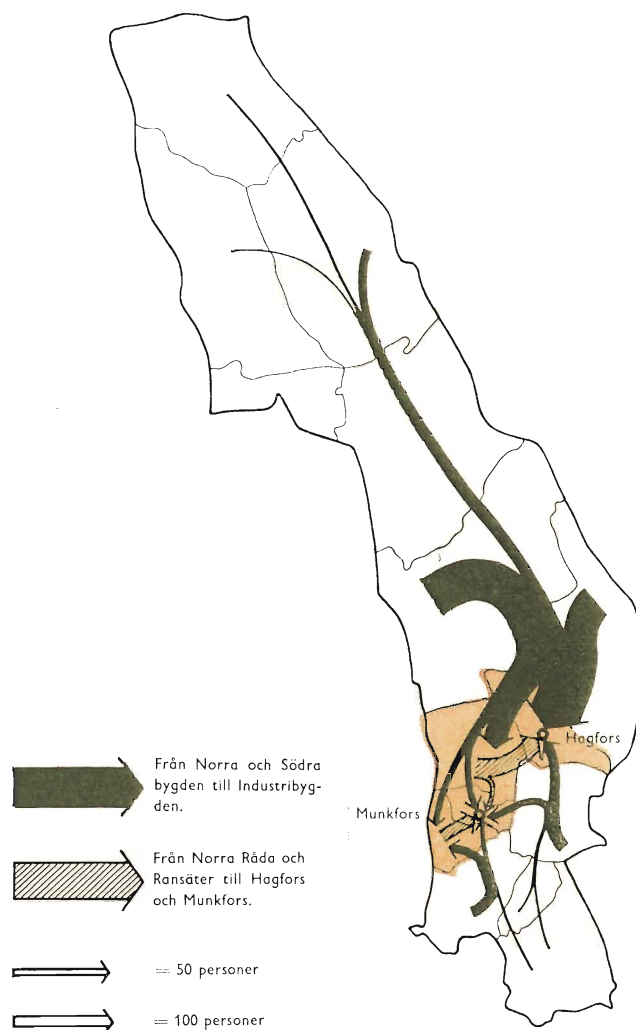 Hagfors
Munkfors
Från Norra och Södra
bygden till Industribyg-
den.
Från Norra Råda och
Ransäter till Hagfors
och Munkfors.
= 50 personer
= 100 personer